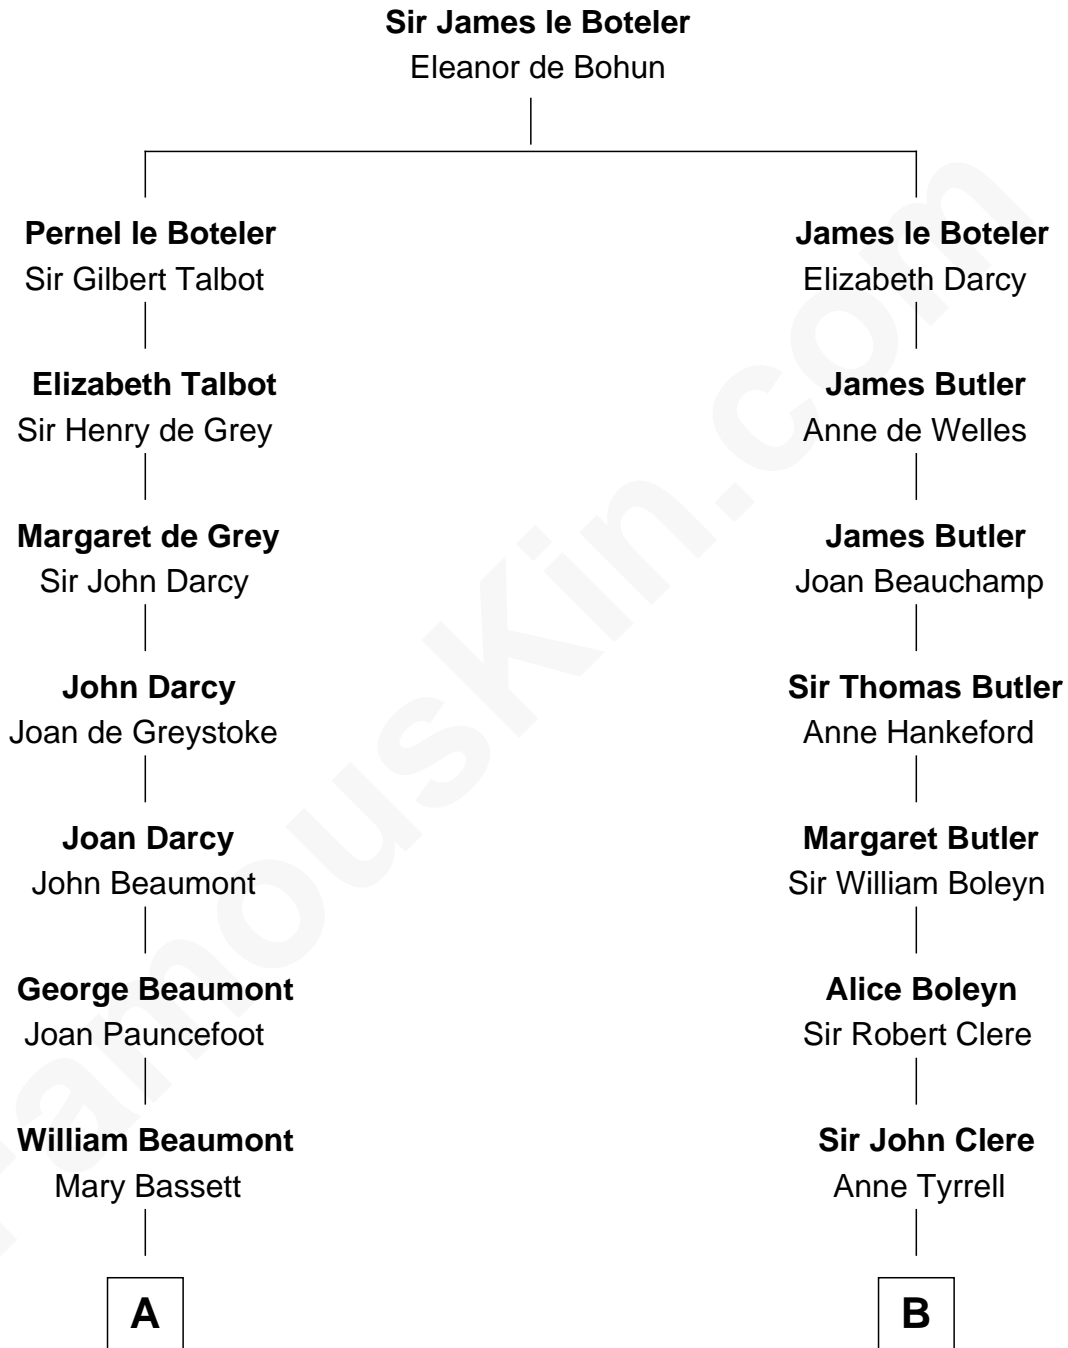 Sir James le Boteler
Eleanor de Bohun
Pernel le Boteler
Sir Gilbert Talbot
James le Boteler
Elizabeth Darcy
Elizabeth Talbot
Sir Henry de Grey
James Butler
Anne de Welles
Margaret de Grey
Sir John Darcy
James Butler
Joan Beauchamp
John Darcy
Joan de Greystoke
Sir Thomas Butler
Anne Hankeford
Joan Darcy
John Beaumont
Margaret Butler
Sir William Boleyn
George Beaumont
Joan Pauncefoot
Alice Boleyn
Sir Robert Clere
William Beaumont
Mary Bassett
Sir John Clere
Anne Tyrrell
A
B
FamousKin.com